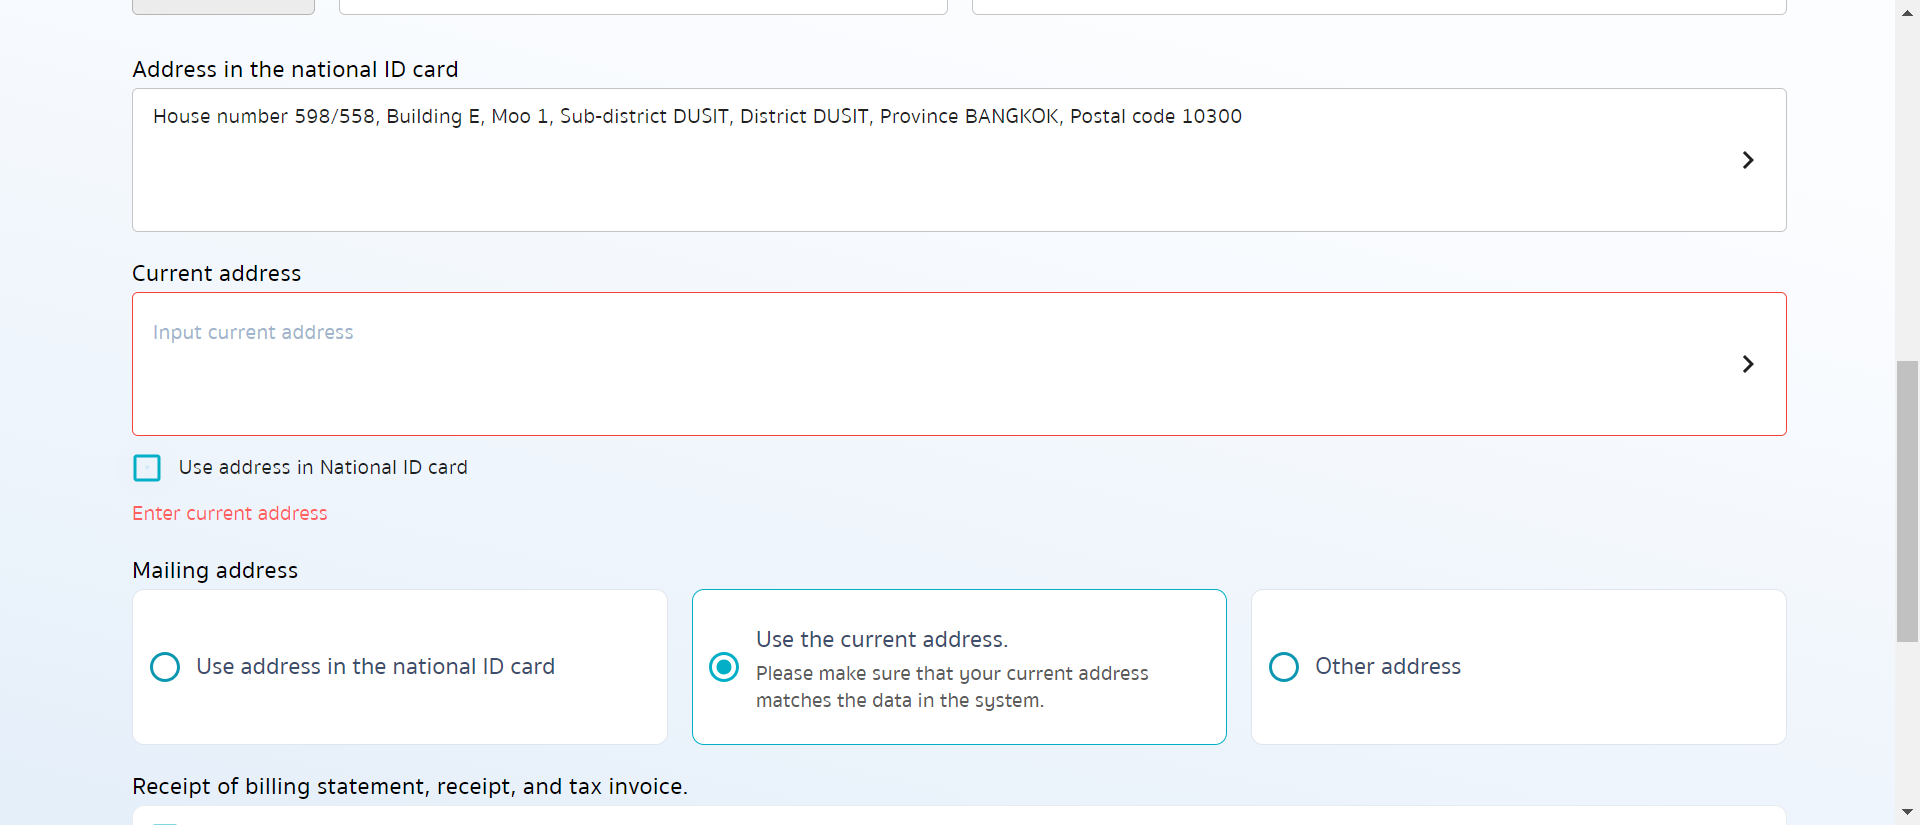 Address in the national ID card
House number 598/558, Building E, Moo 1, Sub-district DUSIT, District DUSIT, Province BANGKOK, Postal code 10300
Current address
Input current address
Use address in National ID card
Enter current address
Mailing address
Use address in the national ID card
Use the current address.
Please make sure that your current address
matches the data in the system.
Other address
Receipt of billing statement, receipt, and tax invoice.